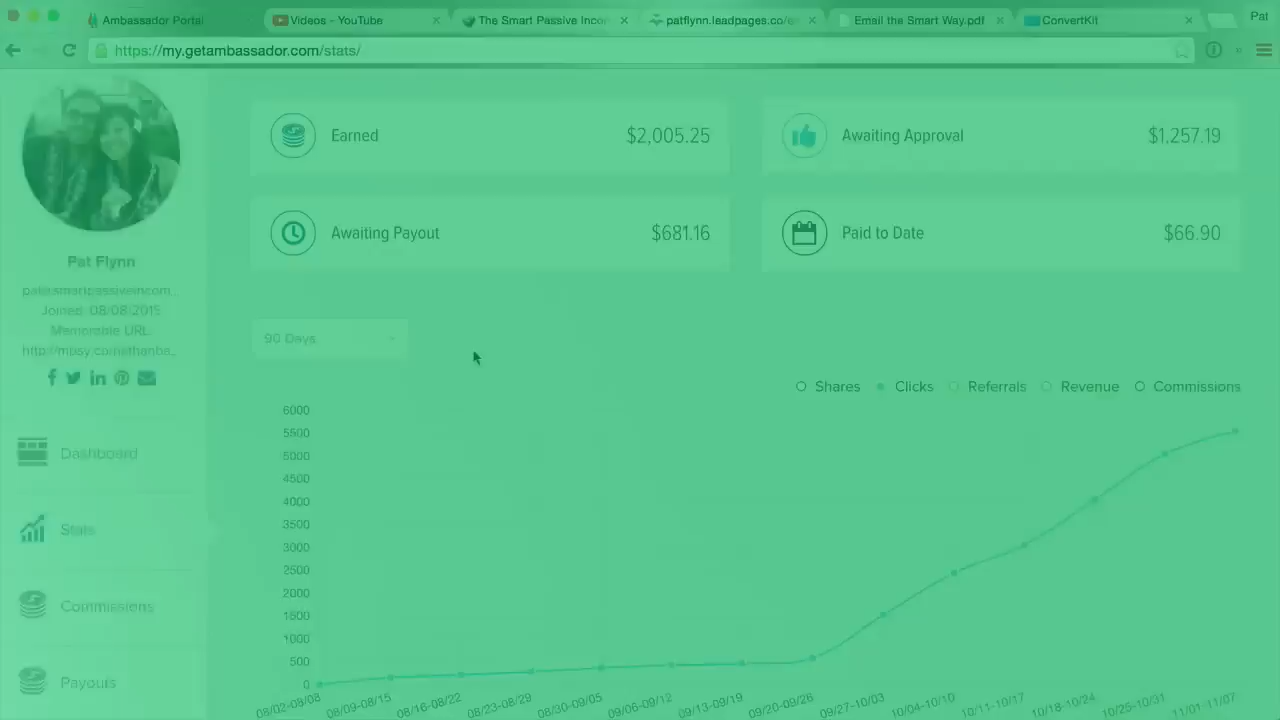 Ambassador Portal
Videos - YouTube
The Smart Passive Inco
patflynn.leadpages.co/e
Email the Smart Way.pdf
ConvertKit
Pat
https://my.getambassador.com/stats/
Earned $2,005.25
Awaiting Approval $1,257.19
Awaiting Payout $681.16
Paid to Date $66.90
Pat Flynn
pat@smartpassiveincom...
Joined: 08/08/2015
Memorable URL:
90 Days
Shares Clicks Referrals Revenue Commissions
Dashboard
Stats
Commissions
Payouts
6000
5500
5000
4500
4000
3500
3000
2500
2000
1500
1000
500
0
08/02-08/08
08/09-08/15
08/16-08/22
08/23-08/29
08/30-09/05
09/06-09/12
09/13-09/19
09/20-09/26
09/27-10/03
10/04-10/10
10/11-10/17
10/18-10/24
10/25-10/31
11/01-11/07